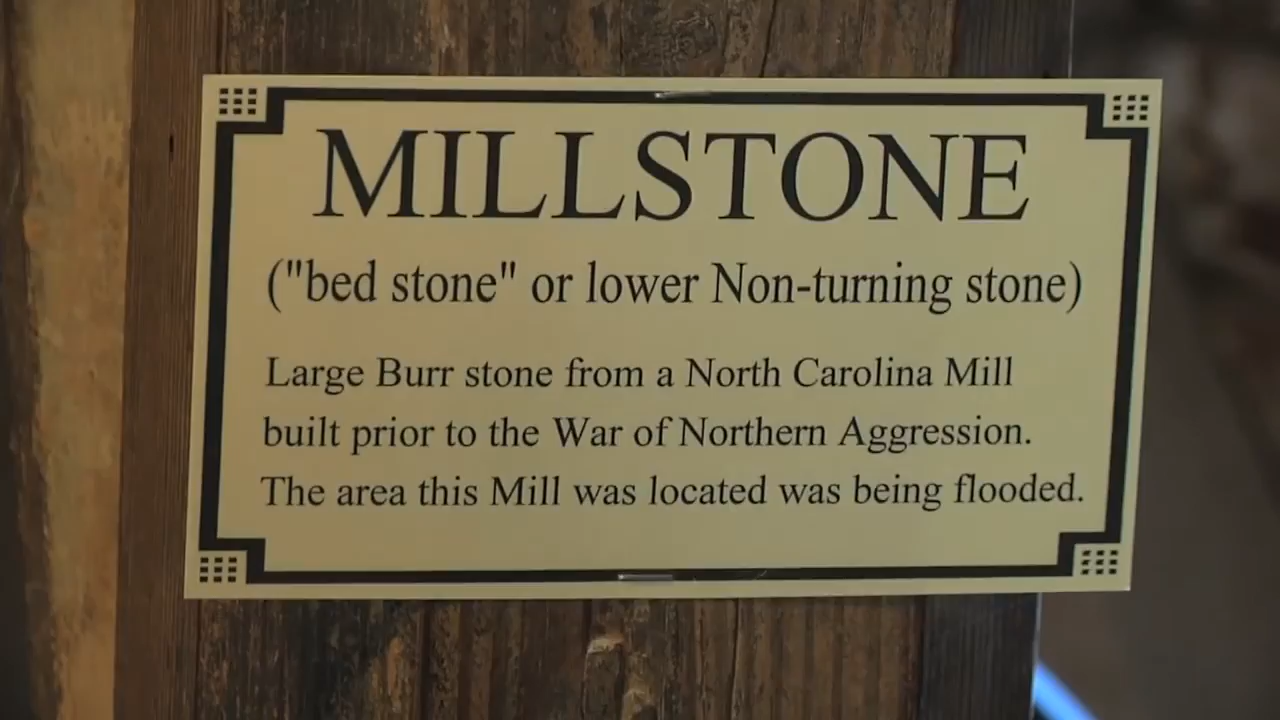 MILLSTONE
("bed stone" or lower Non-turning stone)
Large Burr stone from a North Carolina Mill
built prior to the War of Northern Aggression.
The area this Mill was located was being flooded.